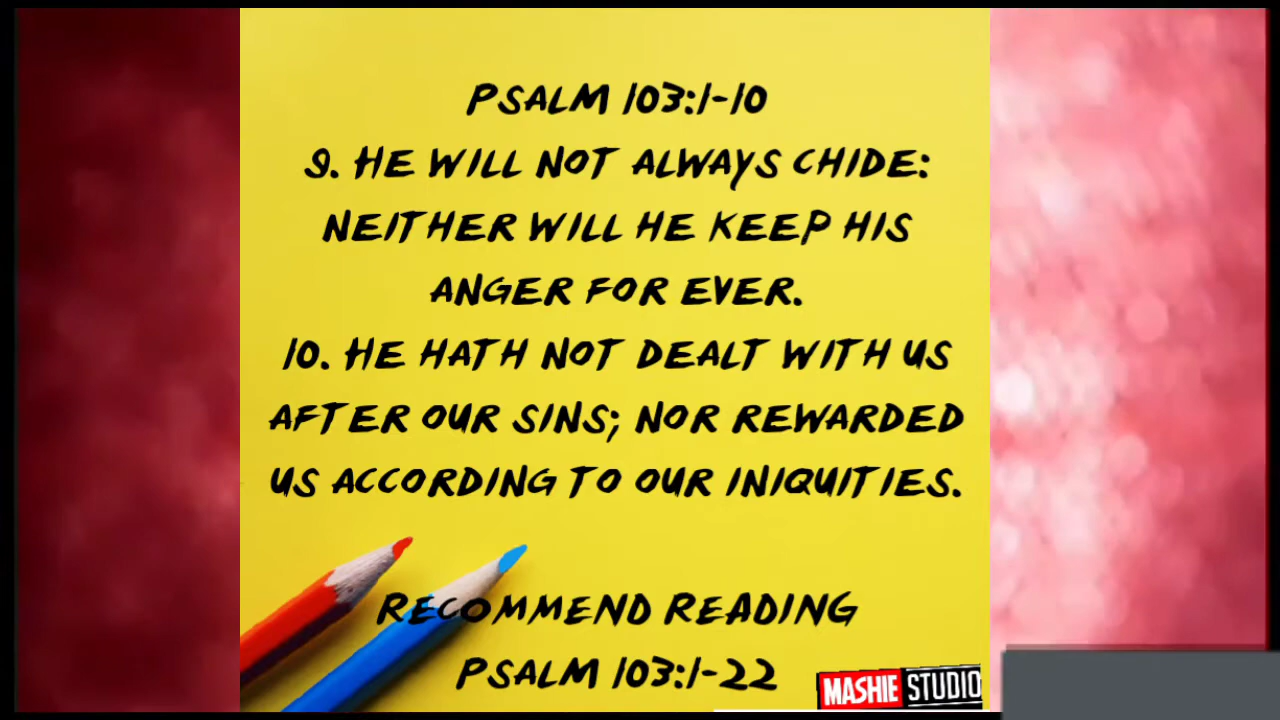 PSALM 103:1-10
9. HE WILL NOT ALWAYS CHIDE:
NEITHER WILL HE KEEP HIS
ANGER FOR EVER.
10. HE HATH NOT DEALT WITH US
AFTER OUR SINS; NOR REWARDED
US ACCORDING TO OUR INIQUITIES.
RECOMMEND READING
PSALM 103:1-22
MASHIE STUDIO